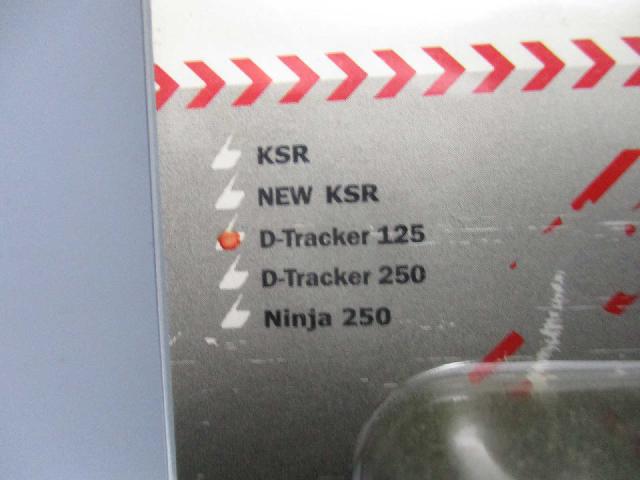 KSR
NEW KSR
D-Tracker 125
D-Tracker 250
Ninja 250